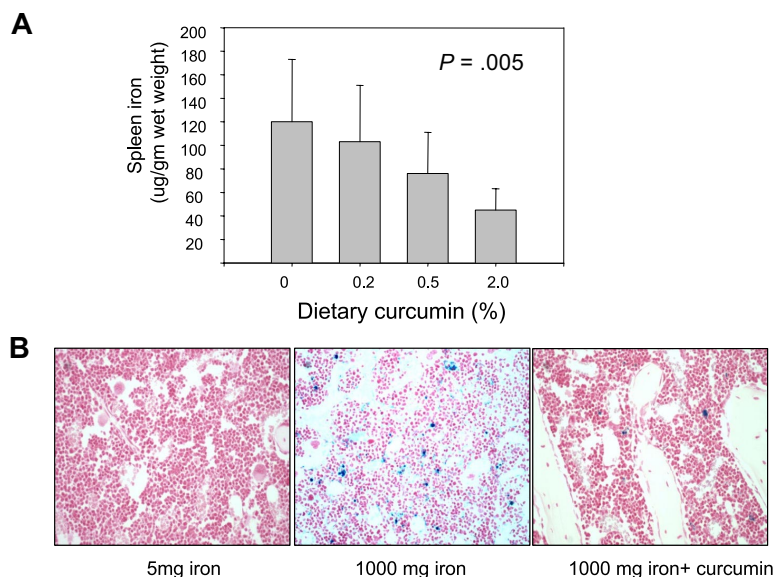 A
Spleen iron
(ug/gm wet weight)
200
180
160
140
120
100
80
60
40
20
P = .005
0
0.2
0.5
2.0
Dietary curcumin (%)
B
5mg iron
1000 mg iron
1000 mg iron+ curcumin